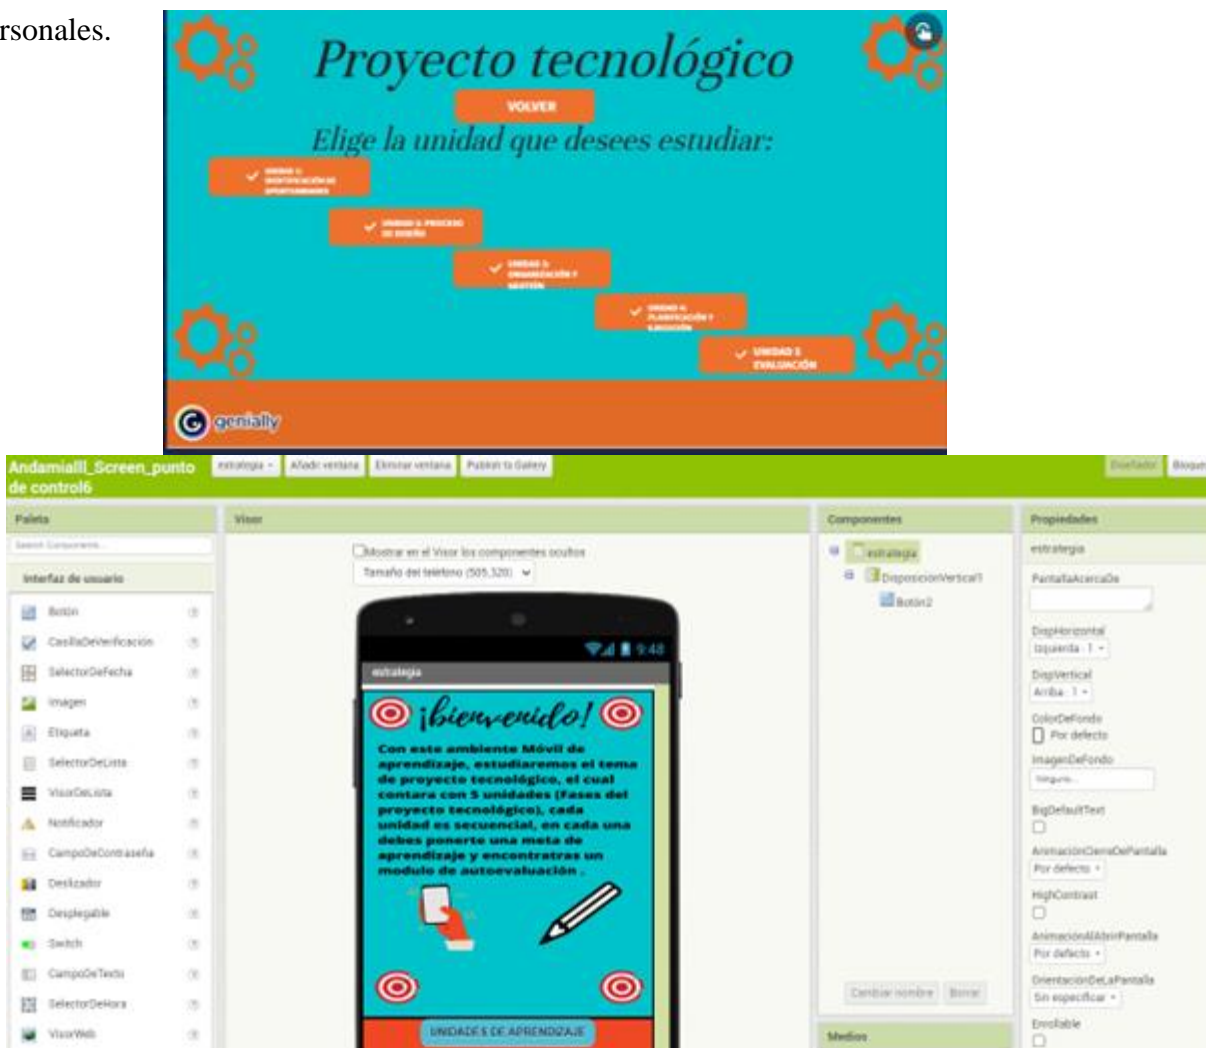 rsonales.
Proyecto tecnológico
VOLVER
Elige la unidad que desees estudiar:
UNIDAD 1:
IDENTIFICACIÓN DE
OPORTUNIDADES
UNIDAD 2: PROCESO
DE DISEÑO
UNIDAD 3:
ORGANIZACIÓN Y
GESTIÓN
UNIDAD 4:
PLANIFICACIÓN Y
EJECUCIÓN
UNIDAD 5:
EVALUACIÓN
genially
AndamiaIII_Screen_punto
de control6
estrategia
Añadir ventana
Eliminar ventana
Publish to Gallery
Diseñador
Bloques
Paleta
Visor
Componentes
Propiedades
Search Components...
Interfaz de usuario
Botón
CasillaDeVerificación
SelectorDeFecha
Imagen
Etiqueta
SelectorDeLista
VisorDeLista
Notificador
CampoDeContraseña
Deslizador
Desplegable
Switch
CampoDeTexto
SelectorDeHora
VisorWeb
Mostrar en el Visor los componentes ocultos
Tamaño del teléfono (505,320)
9:48
estrategia
¡bienvenido!
Con este ambiente Móvil de
aprendizaje, estudiaremos el tema
de proyecto tecnológico, el cual
contara con 5 unidades (Fases del
proyecto tecnológico), cada
unidad es secuencial, en cada una
debes ponerte una meta de
aprendizaje y encontratras un
modulo de autoevaluación .
UNIDADES DE APRENDIZAJE
estrategia
DisposiciónVertical1
Botón2
Cambiar nombre
Borrar
Medios
estrategia
PantallaAcercaDe
DispHorizontal
Izquierda : 1
DispVertical
Arriba : 1
ColorDeFondo
Por defecto
ImagenDeFondo
Ninguno...
BigDefaultText
AnimaciónCierreDePantalla
Por defecto
HighContrast
AnimaciónAlAbrirPantalla
Por defecto
OrientaciónDeLaPantalla
Sin especificar
Enrollable